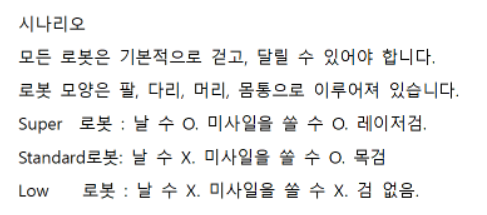 시나리오
모든 로봇은 기본적으로 걷고, 달릴 수 있어야 합니다.
로봇 모양은 팔, 다리, 머리, 몸통으로 이루어져 있습니다.
Super 로봇 : 날 수 O. 미사일을 쏠 수 O. 레이저검.
Standard로봇: 날 수 X. 미사일을 쏠 수 O. 목검
Low 로봇 : 날 수 X. 미사일을 쏠 수 X. 검 없음.